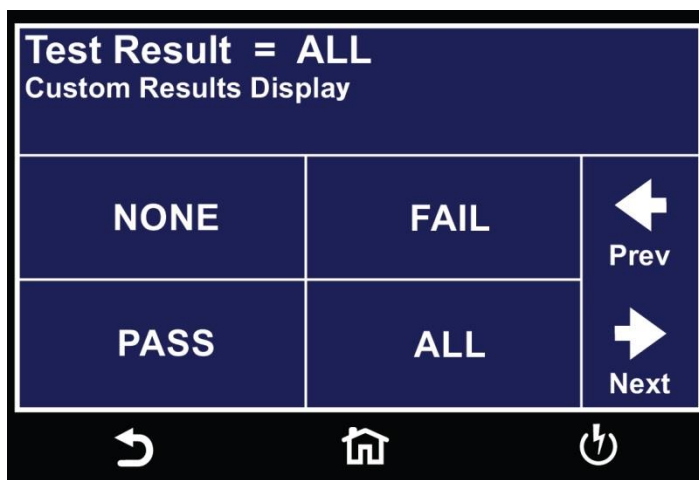 Test Result = ALL
Custom Results Display
NONE
FAIL
Prev
PASS
ALL
Next